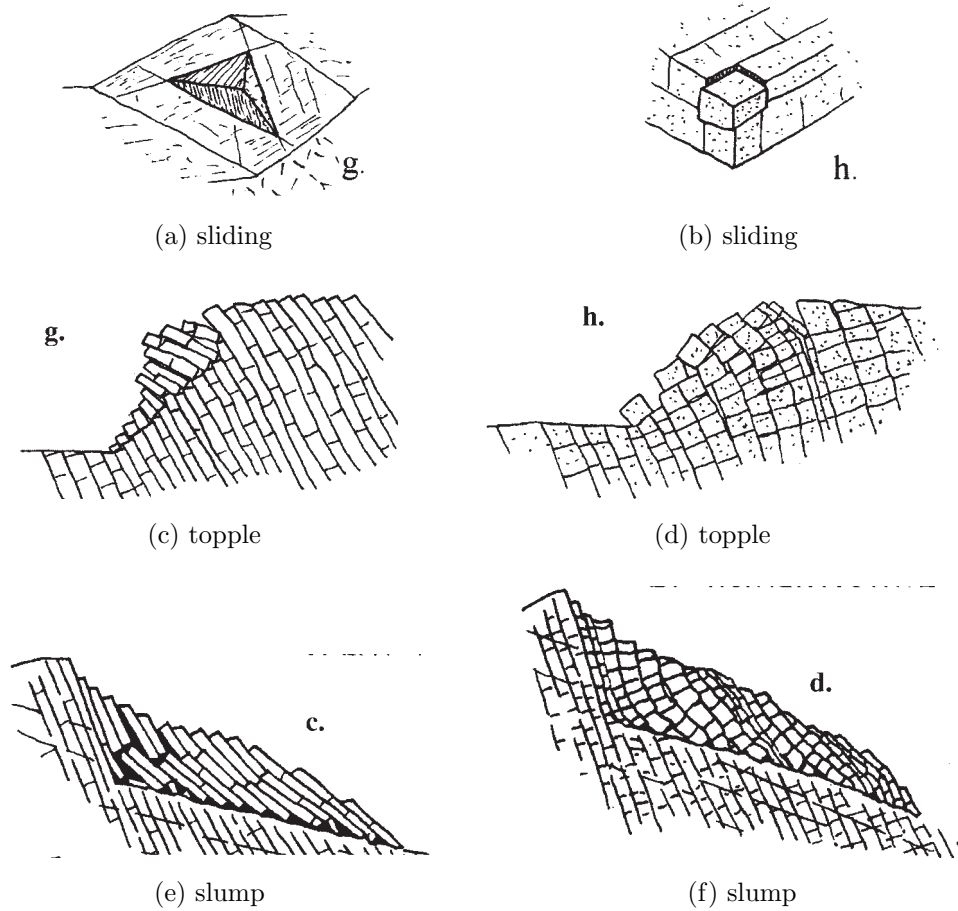 g.
h.
(a) sliding
(b) sliding
g.
h.
(c) topple
(d) topple
c.
d.
(e) slump
(f) slump